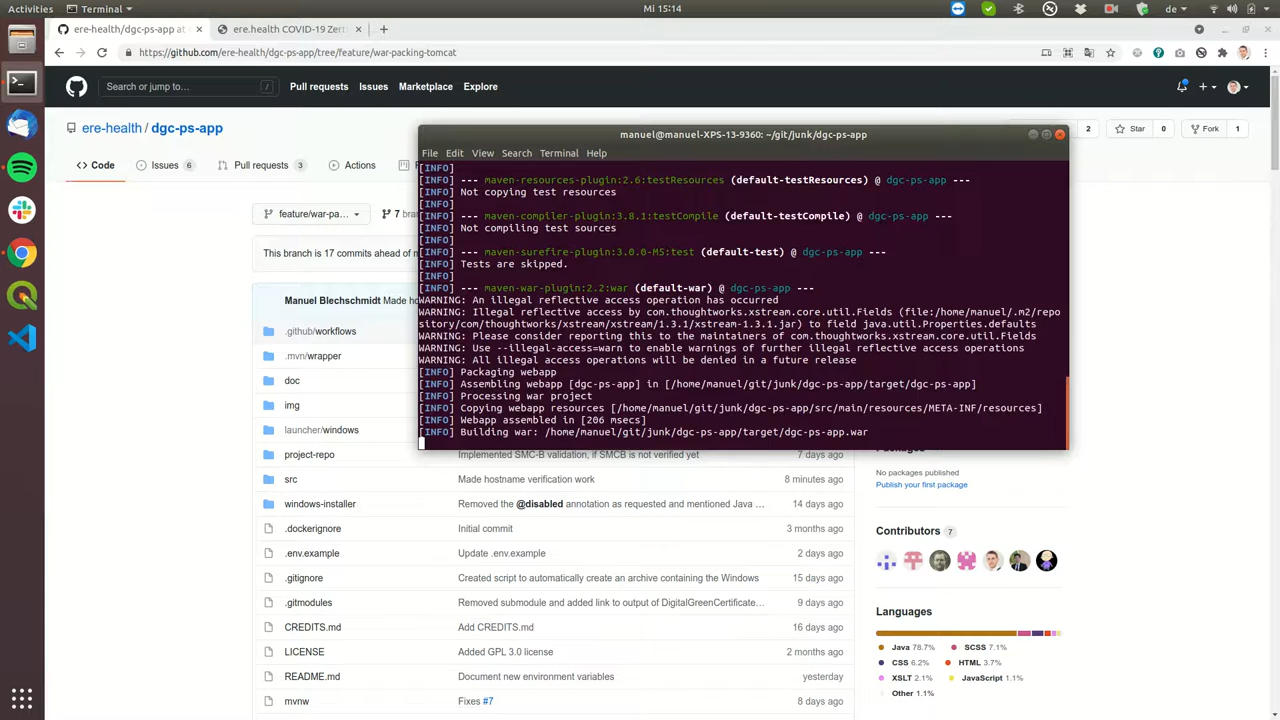 Activities
Terminal
Mi 15:14
de
ere-health/dgc-ps-app at
ere.health COVID-19 Zert
https://github.com/ere-health/dgc-ps-app/tree/feature/war-packing-tomcat
Search or jump to…
/
Pull requests
Issues
Marketplace
Explore
ere-health / dgc-ps-app
2
Star
0
Fork
1
Code
Issues 6
Pull requests 3
Actions
feature/war-pa…
7 bran
This branch is 17 commits ahead of m
Manuel Blechschmidt Made ho
.github/workflows
.mvn/wrapper
doc
img
launcher/windows
manuel@manuel-XPS-13-9360: ~/git/junk/dgc-ps-app
File Edit View Search Terminal Help
[INFO]
[INFO] --- maven-resources-plugin:2.6:testResources (default-testResources) @ dgc-ps-app ---
[INFO] Not copying test resources
[INFO]
[INFO] --- maven-compiler-plugin:3.8.1:testCompile (default-testCompile) @ dgc-ps-app ---
[INFO] Not compiling test sources
[INFO]
[INFO] --- maven-surefire-plugin:3.0.0-M5:test (default-test) @ dgc-ps-app ---
[INFO] Tests are skipped.
[INFO]
[INFO] --- maven-war-plugin:2.2:war (default-war) @ dgc-ps-app ---
WARNING: An illegal reflective access operation has occurred
WARNING: Illegal reflective access by com.thoughtworks.xstream.core.util.Fields (file:/home/manuel/.m2/repo
sitory/com/thoughtworks/xstream/xstream/1.3.1/xstream-1.3.1.jar) to field java.util.Properties.defaults
WARNING: Please consider reporting this to the maintainers of com.thoughtworks.xstream.core.util.Fields
WARNING: Use --illegal-access=warn to enable warnings of further illegal reflective access operations
WARNING: All illegal access operations will be denied in a future release
[INFO] Packaging webapp
[INFO] Assembling webapp [dgc-ps-app] in [/home/manuel/git/junk/dgc-ps-app/target/dgc-ps-app]
[INFO] Processing war project
[INFO] Copying webapp resources [/home/manuel/git/junk/dgc-ps-app/src/main/resources/META-INF/resources]
[INFO] Webapp assembled in [206 msecs]
[INFO] Building war: /home/manuel/git/junk/dgc-ps-app/target/dgc-ps-app.war
project-repo Implemented SMC-B validation, if SMCB is not verified yet 7 days ago
src Made hostname verification work 8 minutes ago
windows-installer Removed the @disabled annotation as requested and mentioned Java … 14 days ago
.dockerignore Initial commit 3 months ago
.env.example Update .env.example 2 days ago
.gitignore Created script to automatically create an archive containing the Windows 15 days ago
.gitmodules Removed submodule and added link to output of DigitalGreenCertificate… 9 days ago
CREDITS.md Add CREDITS.md 16 days ago
LICENSE Added GPL 3.0 license 2 months ago
README.md Document new environment variables yesterday
mvnw Fixes #7 8 days ago
No packages published
Publish your first package
Contributors 7
Languages
Java 78.7%
SCSS 7.1%
CSS 6.2%
HTML 3.7%
XSLT 2.1%
JavaScript 1.1%
Other 1.1%